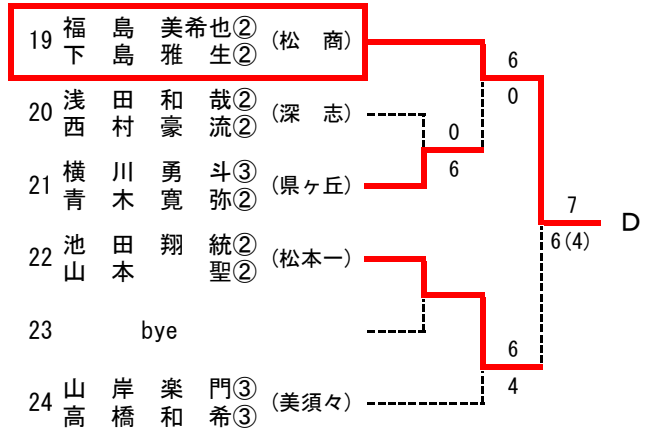 19 福島美希也② (松商)
下島雅生②
6
0
20 浅田和哉② (深志)
西村豪流②
0
6
21 横川勇斗③ (県ヶ丘)
青木寛弥②
7
6(4)
D
22 池田翔統② (松本一)
山本聖②
23 bye
6
4
24 山岸楽門③ (美須々)
高橋和希③